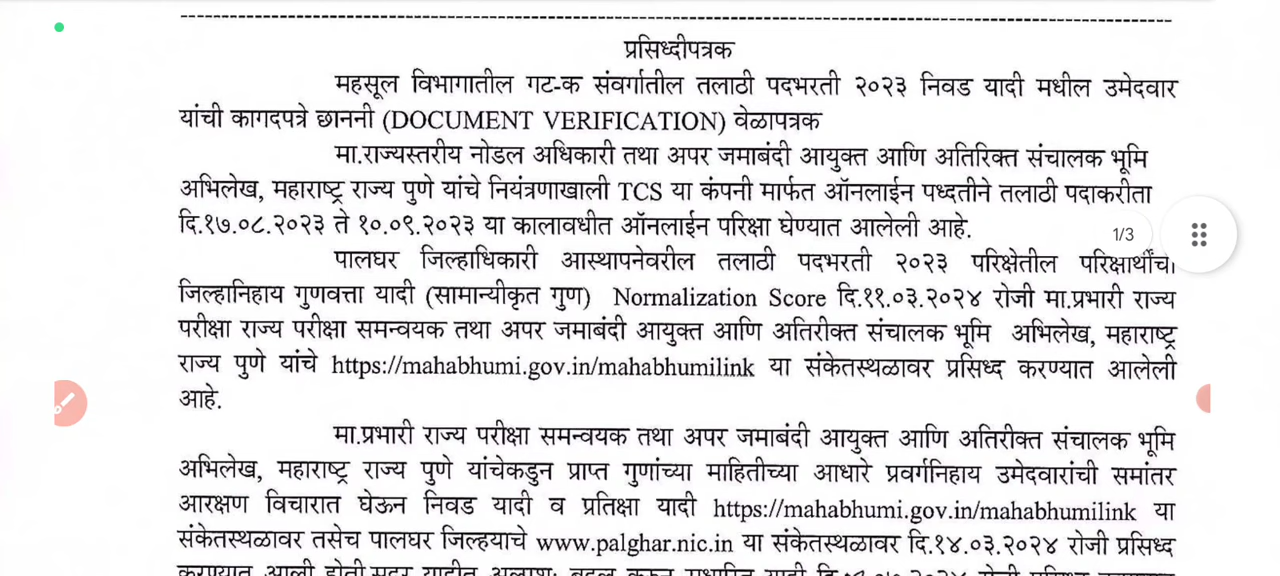 प्रसिध्दीपत्रक
महसूल विभागातील गट-क संवर्गातील तलाठी पदभरती २०२३ निवड यादी मधील उमेदवार
यांची कागदपत्रे छाननी (DOCUMENT VERIFICATION) वेळापत्रक
मा.राज्यस्तरीय नोडल अधिकारी तथा अपर जमाबंदी आयुक्त आणि अतिरिक्त संचालक भूमि
अभिलेख, महाराष्ट्र राज्य पुणे यांचे नियंत्रणाखाली TCS या कंपनी मार्फत ऑनलाईन पध्दतीने तलाठी पदाकरीता
दि.१७.०८.२०२३ ते १०.०९.२०२३ या कालावधीत ऑनलाईन परिक्षा घेण्यात आलेली आहे.
1/3
पालघर जिल्हाधिकारी आस्थापनेवरील तलाठी पदभरती २०२३ परिक्षेतील परिक्षार्थींचा
जिल्हानिहाय गुणवत्ता यादी (सामान्यीकृत गुण) Normalization Score दि.११.०३.२०२४ रोजी मा.प्रभारी राज्य
परीक्षा राज्य परीक्षा समन्वयक तथा अपर जमाबंदी आयुक्त आणि अतिरीक्त संचालक भूमि अभिलेख, महाराष्ट्र
राज्य पुणे यांचे https://mahabhumi.gov.in/mahabhumilink या संकेतस्थळावर प्रसिध्द करण्यात आलेली
आहे.
मा.प्रभारी राज्य परीक्षा समन्वयक तथा अपर जमाबंदी आयुक्त आणि अतिरीक्त संचालक भूमि
अभिलेख, महाराष्ट्र राज्य पुणे यांचेकडुन प्राप्त गुणांच्या माहितीच्या आधारे प्रवर्गनिहाय उमेदवारांची समांतर
आरक्षण विचारात घेऊन निवड यादी व प्रतिक्षा यादी https://mahabhumi.gov.in/mahabhumilink या
संकेतस्थळावर तसेच पालघर जिल्हयाचे www.palghar.nic.in या संकेतस्थळावर दि.१४.०३.२०२४ रोजी प्रसिध्द